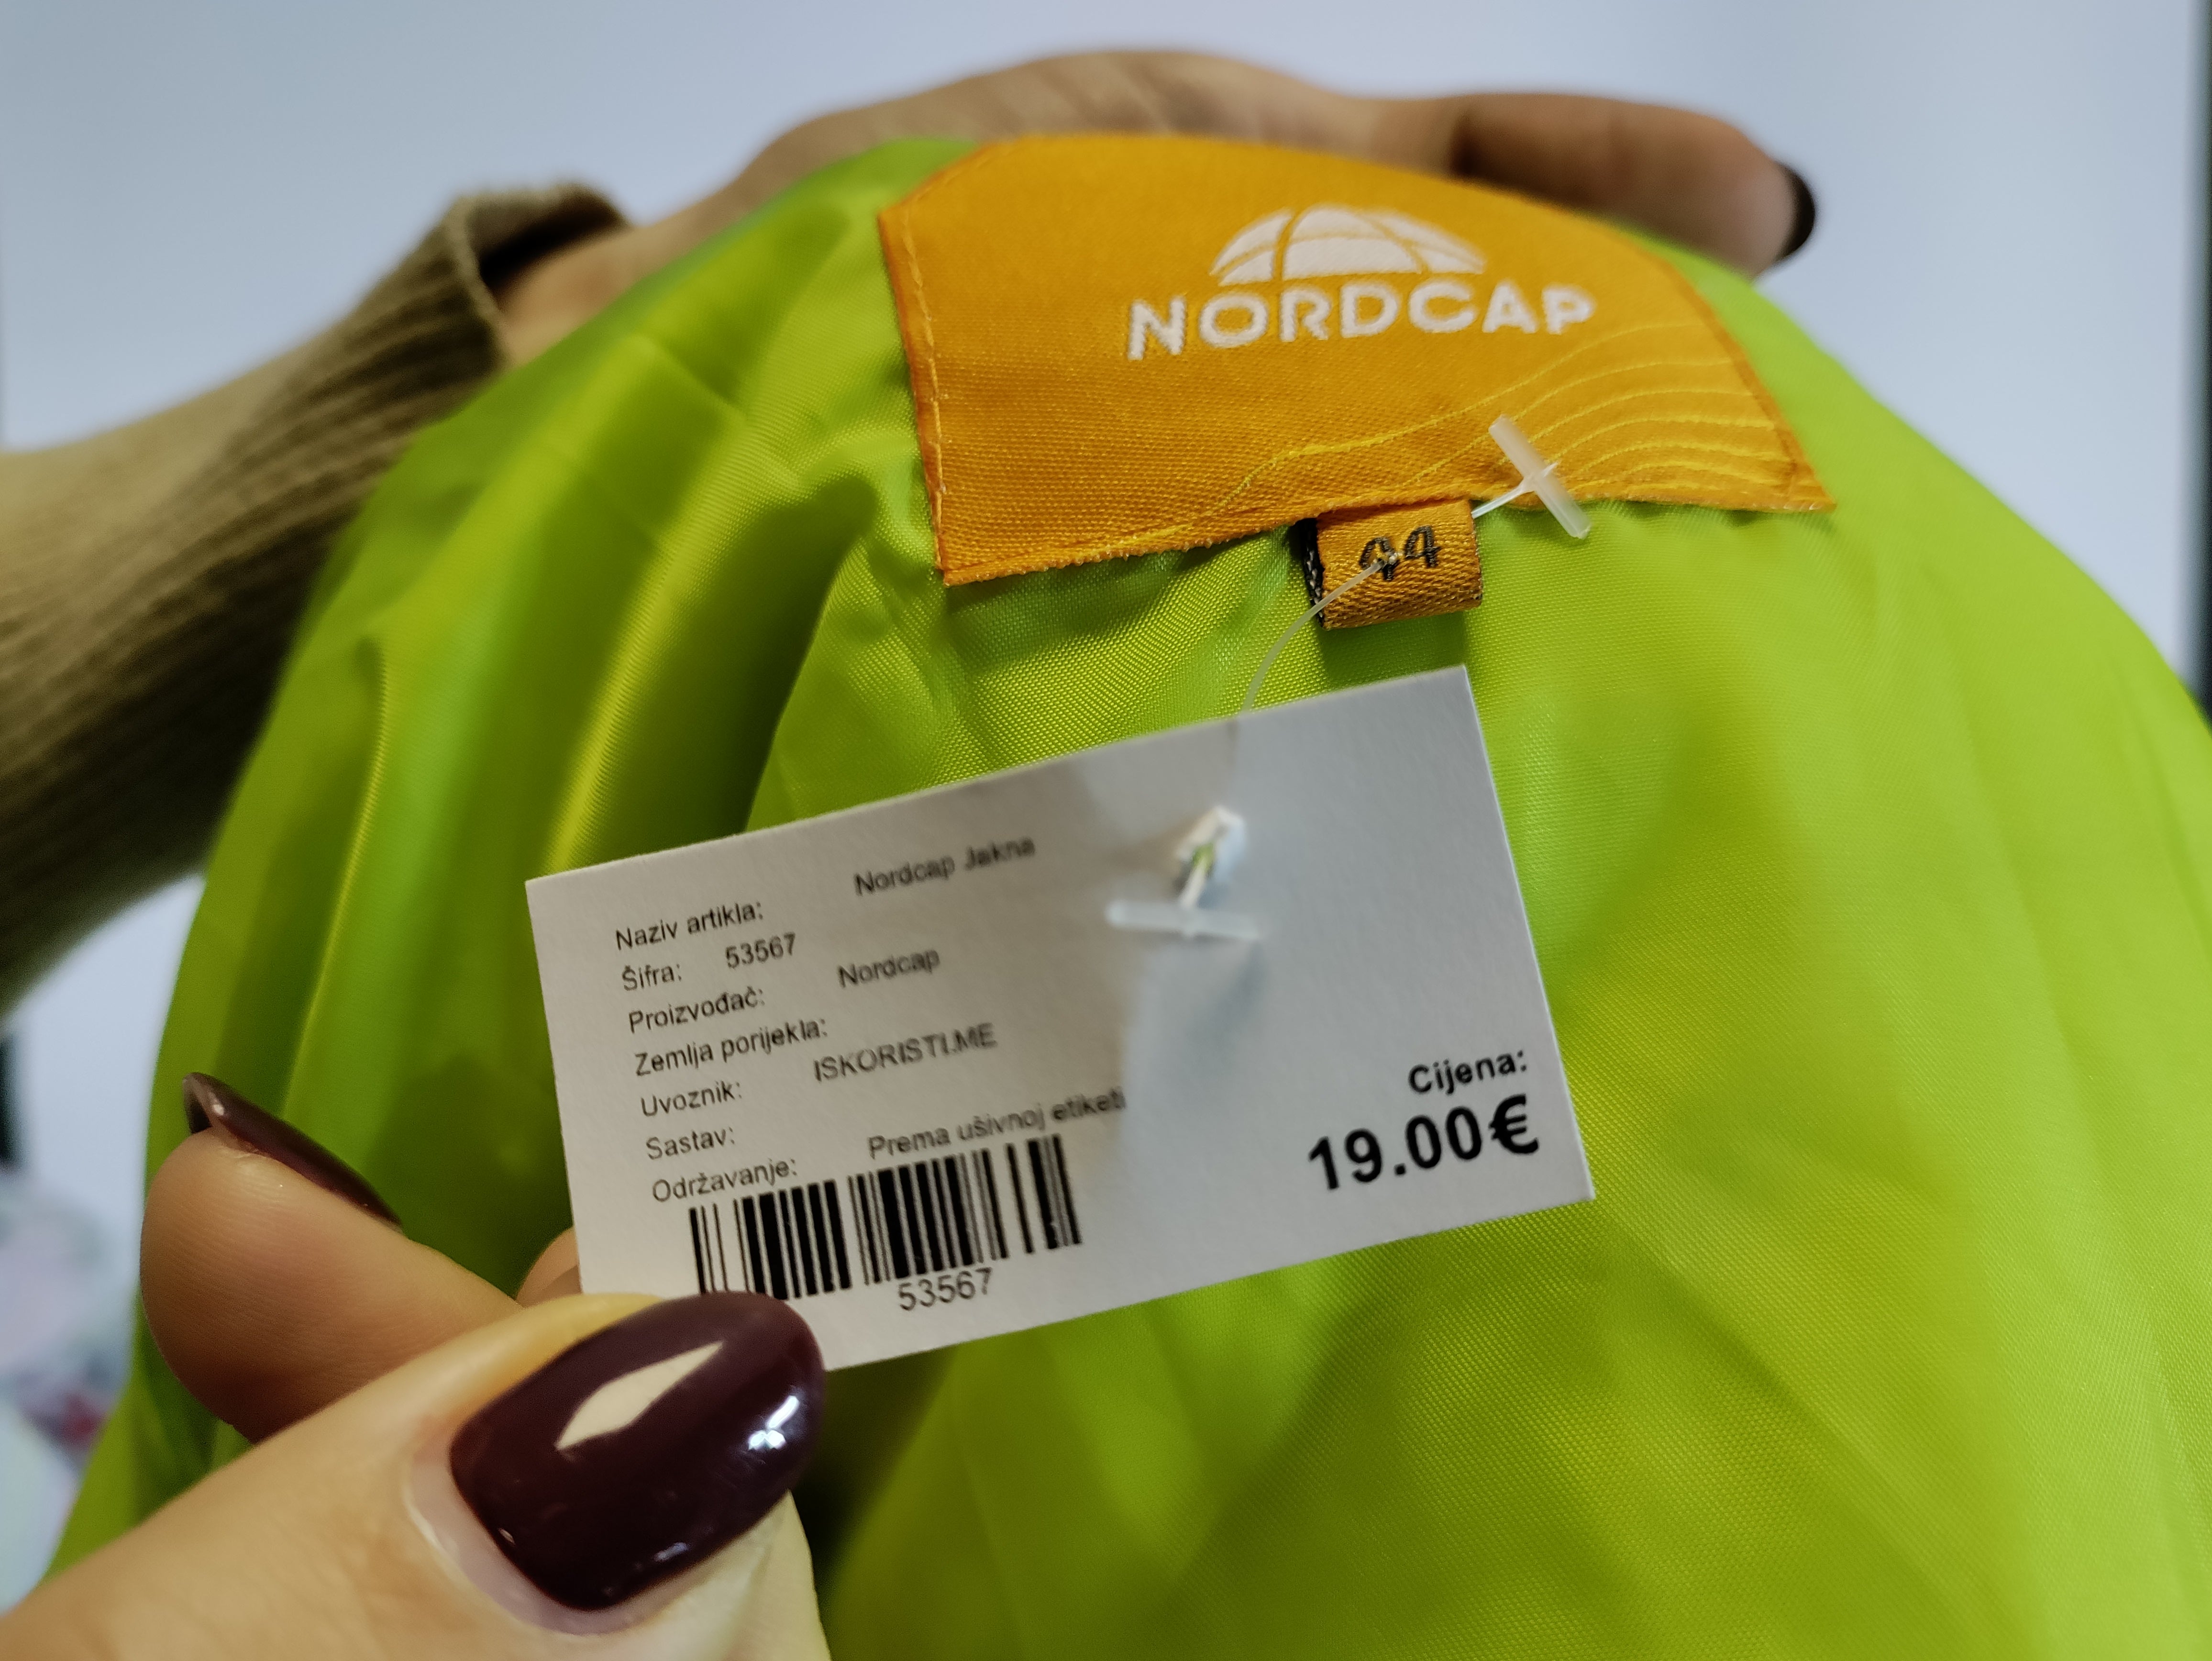 NORDCAP
44
Naziv artikla: Nordcap Jakna
Šifra: 53567
Proizvođač: Nordcap
Zemlja porijekla:
Uvoznik: ISKORISTI.ME
Sastav:
Održavanje: Prema ušivnoj etiketi
53567
Cijena:
19.00€